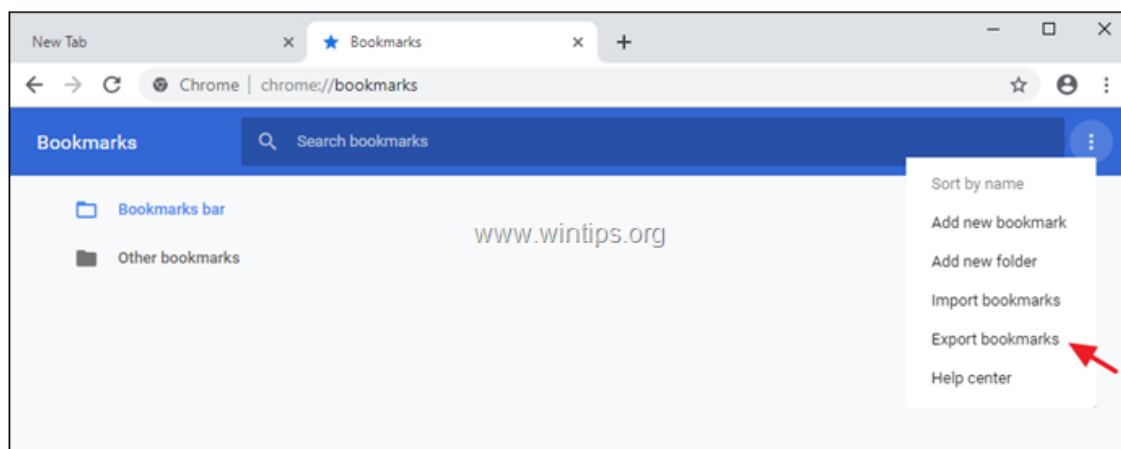 New Tab
Bookmarks
Chrome | chrome://bookmarks
Bookmarks
Search bookmarks
Sort by name
Bookmarks bar
Add new bookmark
www.wintips.org
Other bookmarks
Add new folder
Import bookmarks
Export bookmarks
Help center